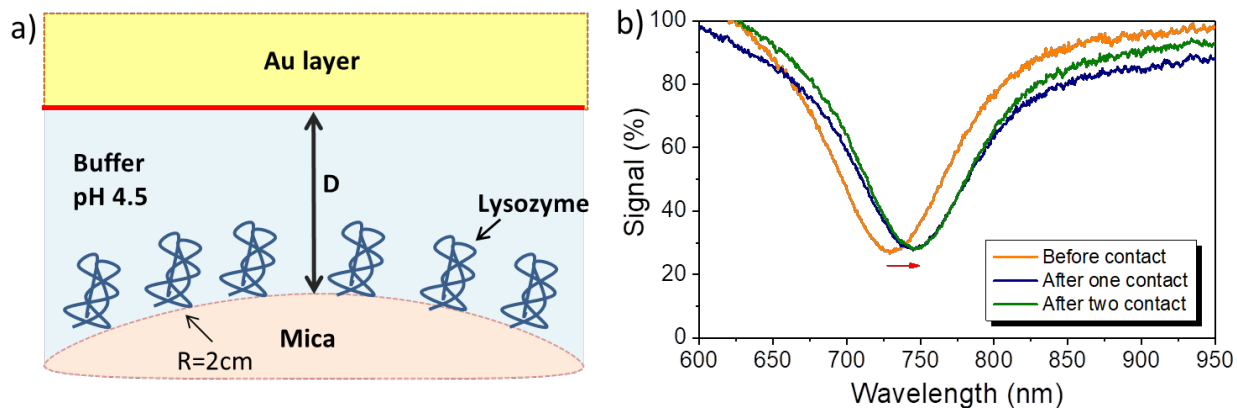 a)
Au layer
Buffer
pH 4.5
D
Lysozyme
Mica
R=2cm
b)
100
80
60
40
20
0
Signal (%)
Before contact
After one contact
After two contact
600 650 700 750 800 850 900 950
Wavelength (nm)